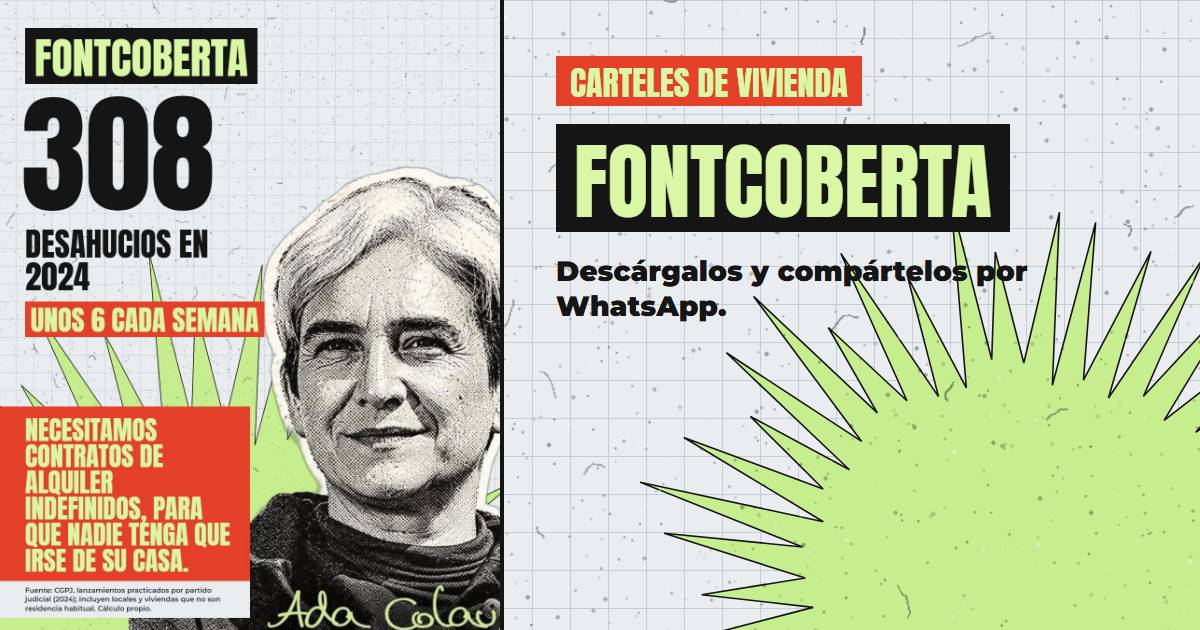 FONTCOBERTA
308
DESAHUCIOS EN
2024
UNOS 6 CADA SEMANA
NECESITAMOS
CONTRATOS DE
ALQUILER
INDEFINIDOS, PARA
QUE NADIE TENGA QUE
IRSE DE SU CASA.
Fuente: CGPJ, lanzamientos practicados por partido
judicial (2024); incluyen locales y viviendas que no son
residencia habitual. Cálculo propio.
Ada Colau
CARTELES DE VIVIENDA
FONTCOBERTA
Descárgalos y compártelos por
WhatsApp.